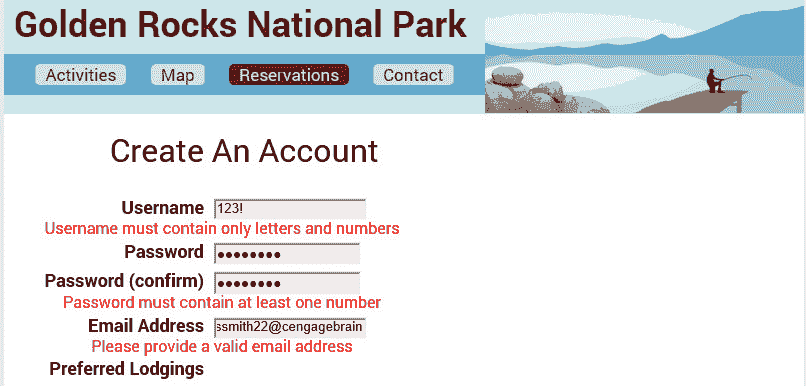 Golden Rocks National Park
Activities Map Reservations Contact
Create An Account
Username 123!
Username must contain only letters and numbers
Password ●●●●●●●●
Password (confirm) ●●●●●●●●
Password must contain at least one number
Email Address ssmith22@cengagebrain
Please provide a valid email address
Preferred Lodgings